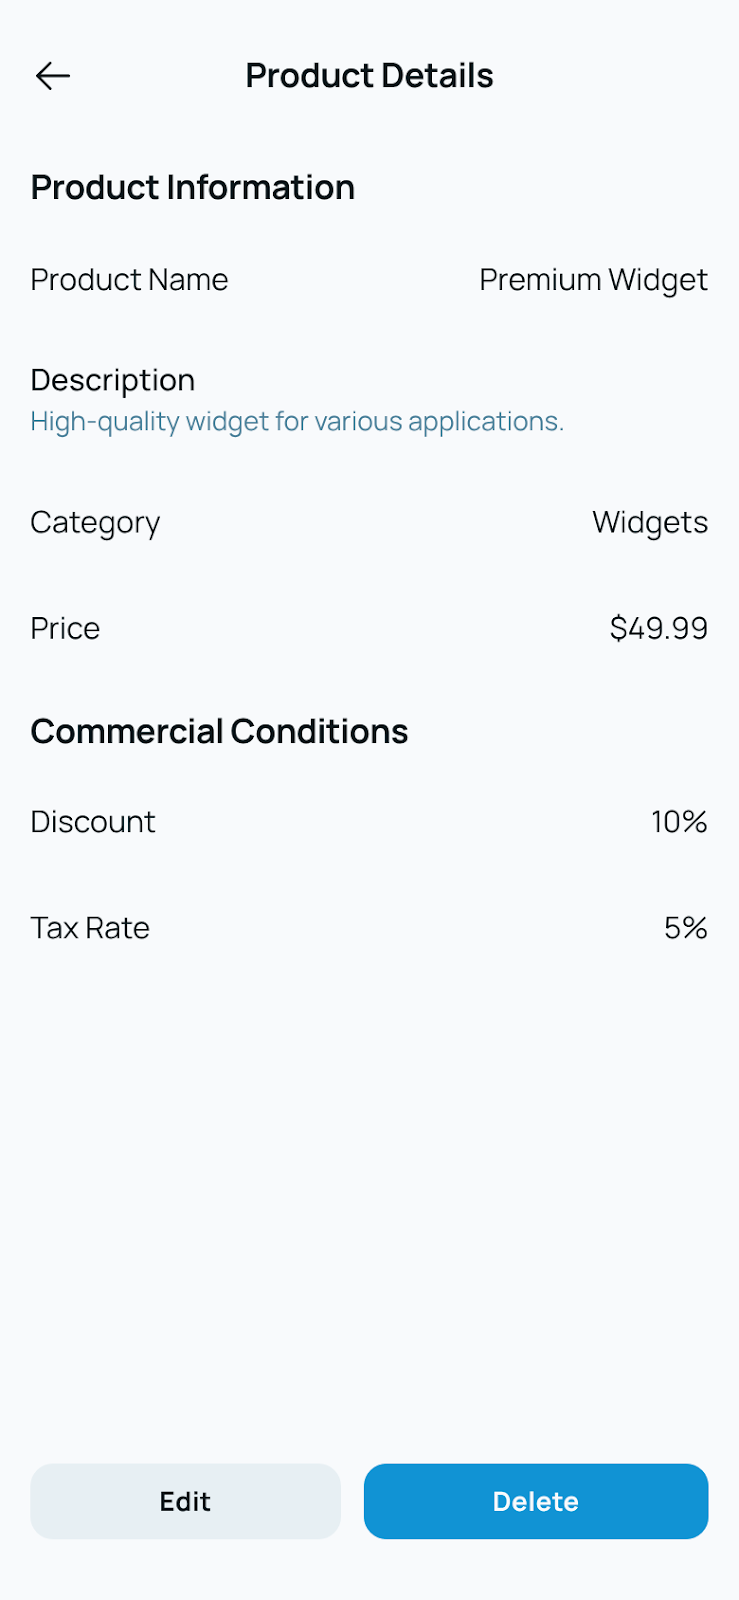 Product Details
Product Information
Product Name Premium Widget
Description
High-quality widget for various applications.
Category Widgets
Price $49.99
Commercial Conditions
Discount 10%
Tax Rate 5%
Edit Delete